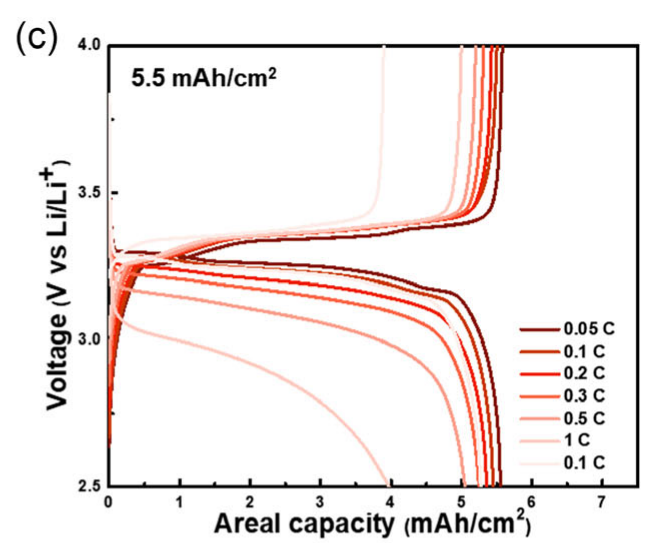 (c)
4.0
5.5 mAh/cm²
3.5
Voltage (V vs Li/Li⁺)
3.0
0.05 C
0.1 C
0.2 C
0.3 C
0.5 C
1 C
0.1 C
2.5
0 1 2 3 4 5 6 7
Areal capacity (mAh/cm²)